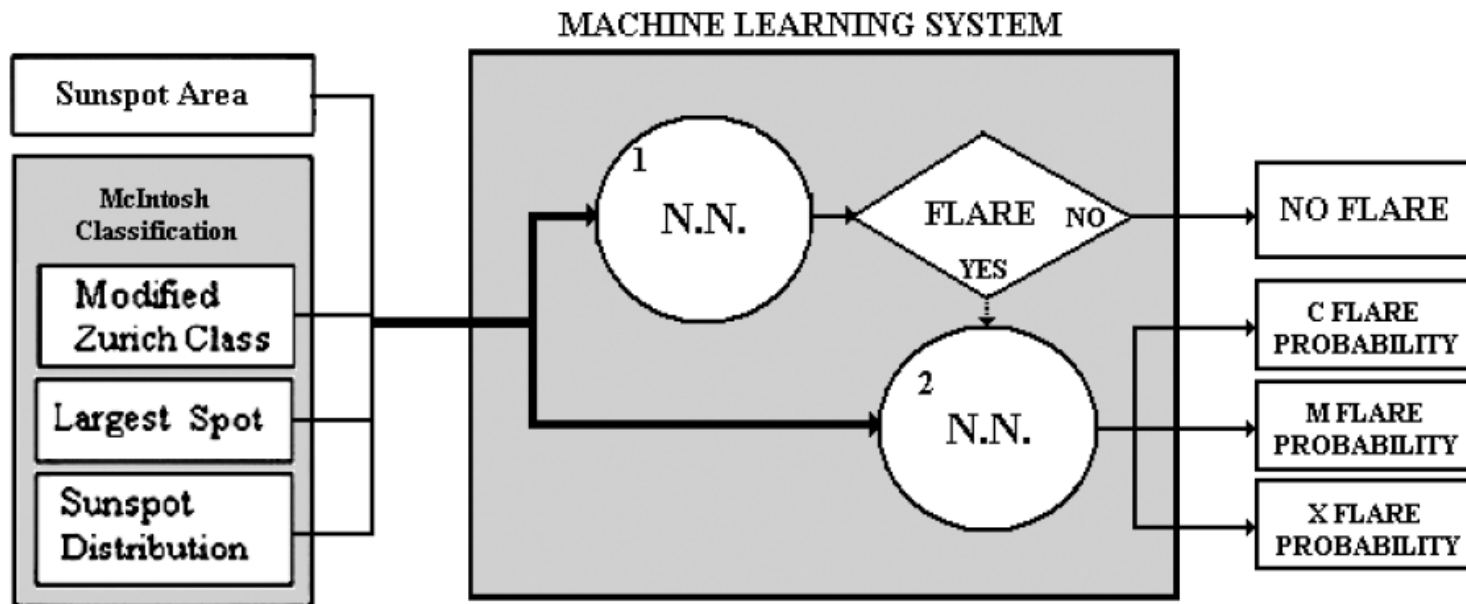 MACHINE LEARNING SYSTEM
Sunspot Area
McIntosh
Classification
Modified
Zurich Class
Largest Spot
Sunspot
Distribution
1
N.N.
FLARE
NO
YES
2
N.N.
NO FLARE
C FLARE
PROBABILITY
M FLARE
PROBABILITY
X FLARE
PROBABILITY